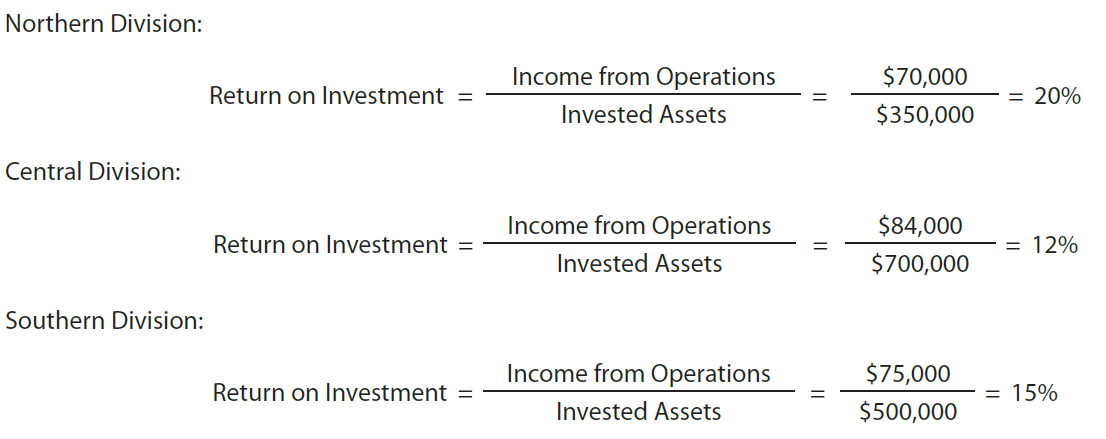 Northern Division:
Return on Investment = Income from Operations / Invested Assets = $70,000 / $350,000 = 20%
Central Division:
Return on Investment = Income from Operations / Invested Assets = $84,000 / $700,000 = 12%
Southern Division:
Return on Investment = Income from Operations / Invested Assets = $75,000 / $500,000 = 15%